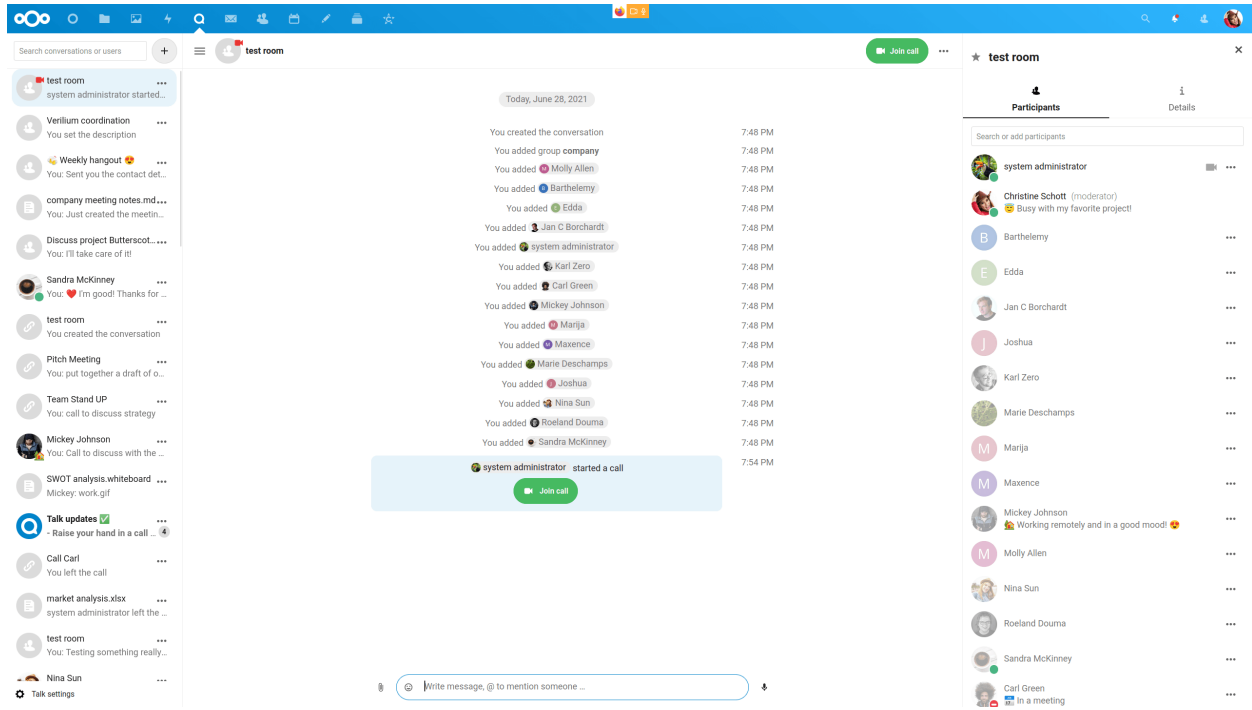 Search conversations or users
+
test room
system administrator started...
Verilium coordination
You set the description
👋 Weekly hangout 😍
You: Sent you the contact det...
company meeting notes.md...
You: Just created the meetin...
Discuss project Butterscot...
You: I'll take care of it!
Sandra McKinney
You: ❤️ I'm good! Thanks for ...
test room
You created the conversation
Pitch Meeting
You: put together a draft of o...
Team Stand UP
You: call to discuss strategy
Mickey Johnson
You: Call to discuss with the ...
SWOT analysis.whiteboard
Mickey: work.gif
Talk updates ✅
- Raise your hand in a call ... 4
Call Carl
You left the call
market analysis.xlsx
system administrator left the ...
test room
You: Testing something really...
Nina Sun
Talk settings
test room
Join call
Today, June 28, 2021
You created the conversation 7:48 PM
You added group company 7:48 PM
You added M Molly Allen 7:48 PM
You added B Barthelemy 7:48 PM
You added E Edda 7:48 PM
You added Jan C Borchardt 7:48 PM
You added system administrator 7:48 PM
You added Karl Zero 7:48 PM
You added Carl Green 7:48 PM
You added Mickey Johnson 7:48 PM
You added M Marija 7:48 PM
You added M Maxence 7:48 PM
You added Marie Deschamps 7:48 PM
You added J Joshua 7:48 PM
You added Nina Sun 7:48 PM
You added Roeland Douma 7:48 PM
You added Sandra McKinney 7:48 PM
system administrator started a call 7:54 PM
Join call
Write message, @ to mention someone ...
test room
Participants
Details
Search or add participants
system administrator
Christine Schott (moderator)
😇 Busy with my favorite project!
B Barthelemy
E Edda
Jan C Borchardt
J Joshua
Karl Zero
Marie Deschamps
M Marija
M Maxence
Mickey Johnson
🏡 Working remotely and in a good mood! 😍
M Molly Allen
Nina Sun
Roeland Douma
Sandra McKinney
Carl Green
📅 In a meeting